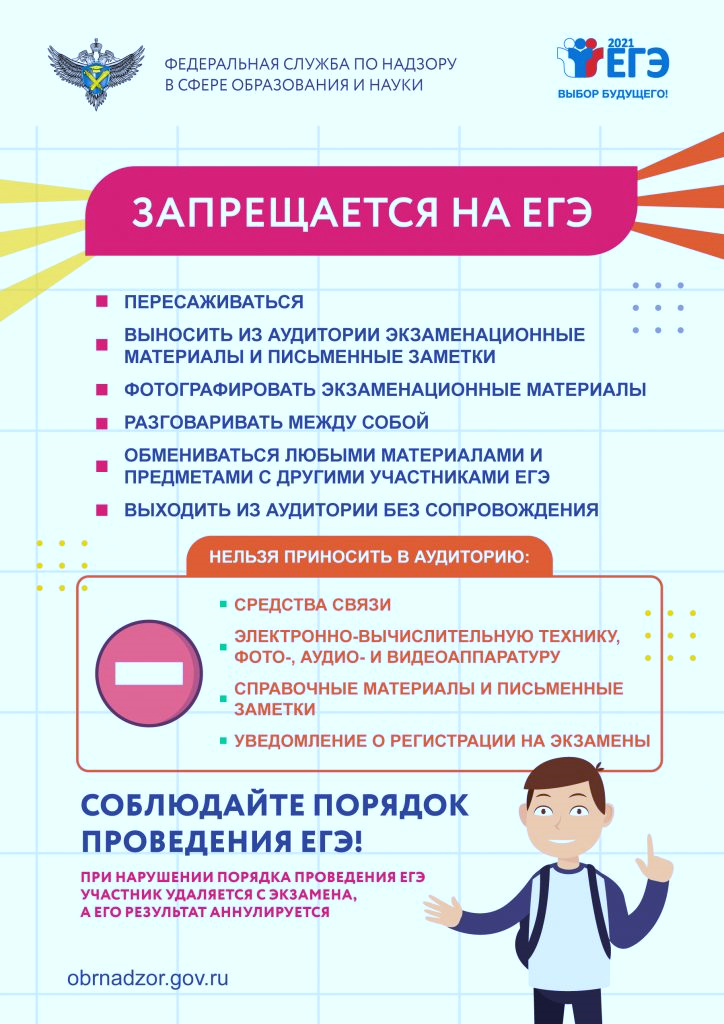 ФЕДЕРАЛЬНАЯ СЛУЖБА ПО НАДЗОРУ
В СФЕРЕ ОБРАЗОВАНИЯ И НАУКИ
2021
ЕГЭ
ВЫБОР БУДУЩЕГО!
ЗАПРЕЩАЕТСЯ НА ЕГЭ
ПЕРЕСАЖИВАТЬСЯ
ВЫНОСИТЬ ИЗ АУДИТОРИИ ЭКЗАМЕНАЦИОННЫЕ
МАТЕРИАЛЫ И ПИСЬМЕННЫЕ ЗАМЕТКИ
ФОТОГРАФИРОВАТЬ ЭКЗАМЕНАЦИОННЫЕ МАТЕРИАЛЫ
РАЗГОВАРИВАТЬ МЕЖДУ СОБОЙ
ОБМЕНИВАТЬСЯ ЛЮБЫМИ МАТЕРИАЛАМИ И
ПРЕДМЕТАМИ С ДРУГИМИ УЧАСТНИКАМИ ЕГЭ
ВЫХОДИТЬ ИЗ АУДИТОРИИ БЕЗ СОПРОВОЖДЕНИЯ
НЕЛЬЗЯ ПРИНОСИТЬ В АУДИТОРИЮ:
СРЕДСТВА СВЯЗИ
ЭЛЕКТРОННО-ВЫЧИСЛИТЕЛЬНУЮ ТЕХНИКУ,
ФОТО-, АУДИО- И ВИДЕОАППАРАТУРУ
СПРАВОЧНЫЕ МАТЕРИАЛЫ И ПИСЬМЕННЫЕ
ЗАМЕТКИ
УВЕДОМЛЕНИЕ О РЕГИСТРАЦИИ НА ЭКЗАМЕНЫ
СОБЛЮДАЙТЕ ПОРЯДОК
ПРОВЕДЕНИЯ ЕГЭ!
ПРИ НАРУШЕНИИ ПОРЯДКА ПРОВЕДЕНИЯ ЕГЭ
УЧАСТНИК УДАЛЯЕТСЯ С ЭКЗАМЕНА,
А ЕГО РЕЗУЛЬТАТ АННУЛИРУЕТСЯ
obrnadzor.gov.ru